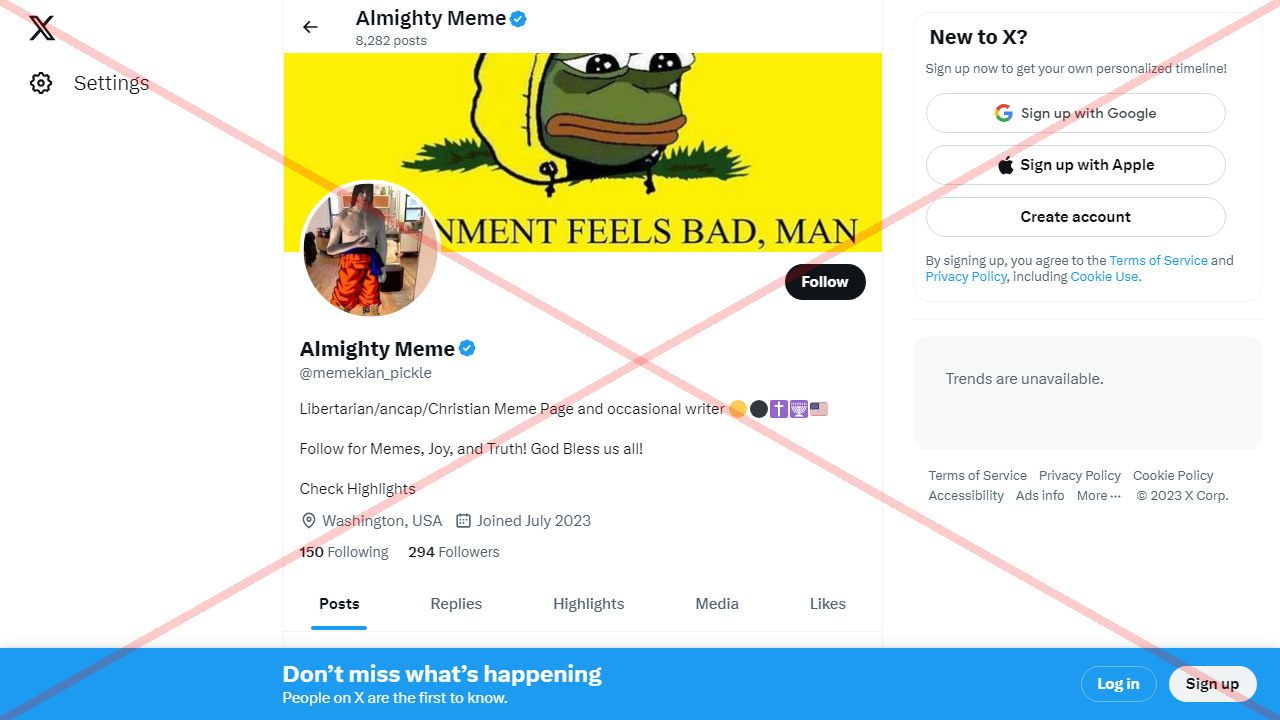 Settings
Almighty Meme
8,282 posts
NMENT FEELS BAD, MAN
Follow
Almighty Meme
@memekian_pickle
Libertarian/ancap/Christian Meme Page and occasional writer 🟡⚫✝️🕎🇺🇸
Follow for Memes, Joy, and Truth! God Bless us all!
Check Highlights
Washington, USA Joined July 2023
150 Following 294 Followers
Posts Replies Highlights Media Likes
New to X?
Sign up now to get your own personalized timeline!
Sign up with Google
Sign up with Apple
Create account
By signing up, you agree to the Terms of Service and
Privacy Policy, including Cookie Use.
Trends are unavailable.
Terms of Service Privacy Policy Cookie Policy
Accessibility Ads info More ··· © 2023 X Corp.
Don’t miss what’s happening
People on X are the first to know.
Log in Sign up